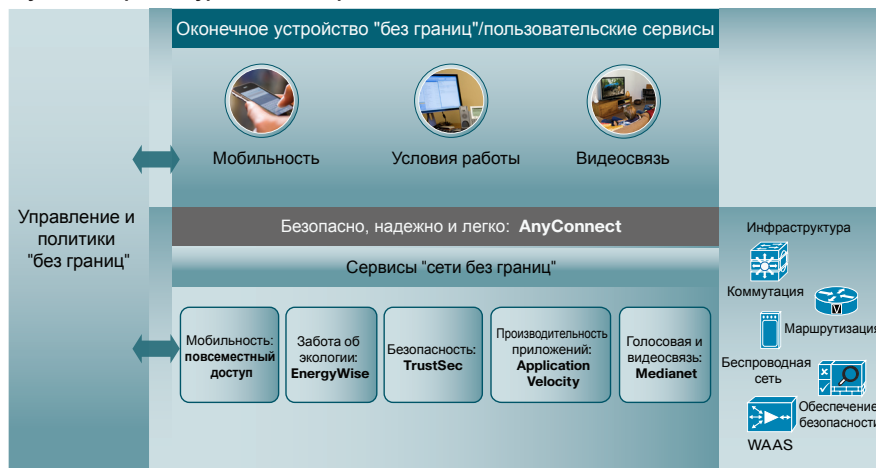 Оконечное устройство "без границ"/пользовательские сервисы
Мобильность
Условия работы
Видеосвязь
Управление и
политики
"без границ"
Безопасно, надежно и легко: AnyConnect
Сервисы "сети без границ"
Мобильность:
повсеместный
доступ
Забота об
экологии:
EnergyWise
Безопасность:
TrustSec
Производительность
приложений:
Application
Velocity
Голосовая и
видеосвязь:
Medianet
Инфраструктура
Коммутация
V
Маршрутизация
Беспроводная
сеть
Обеспечение
безопасности
WAAS